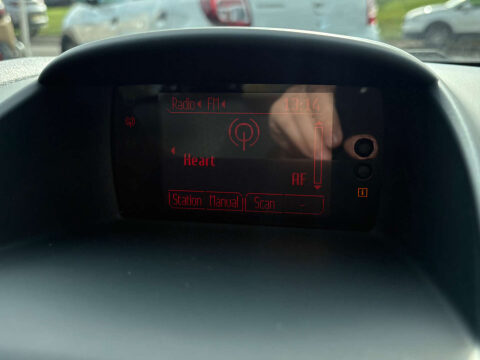 Radio FM
Heart
AF
Station Manual Scan